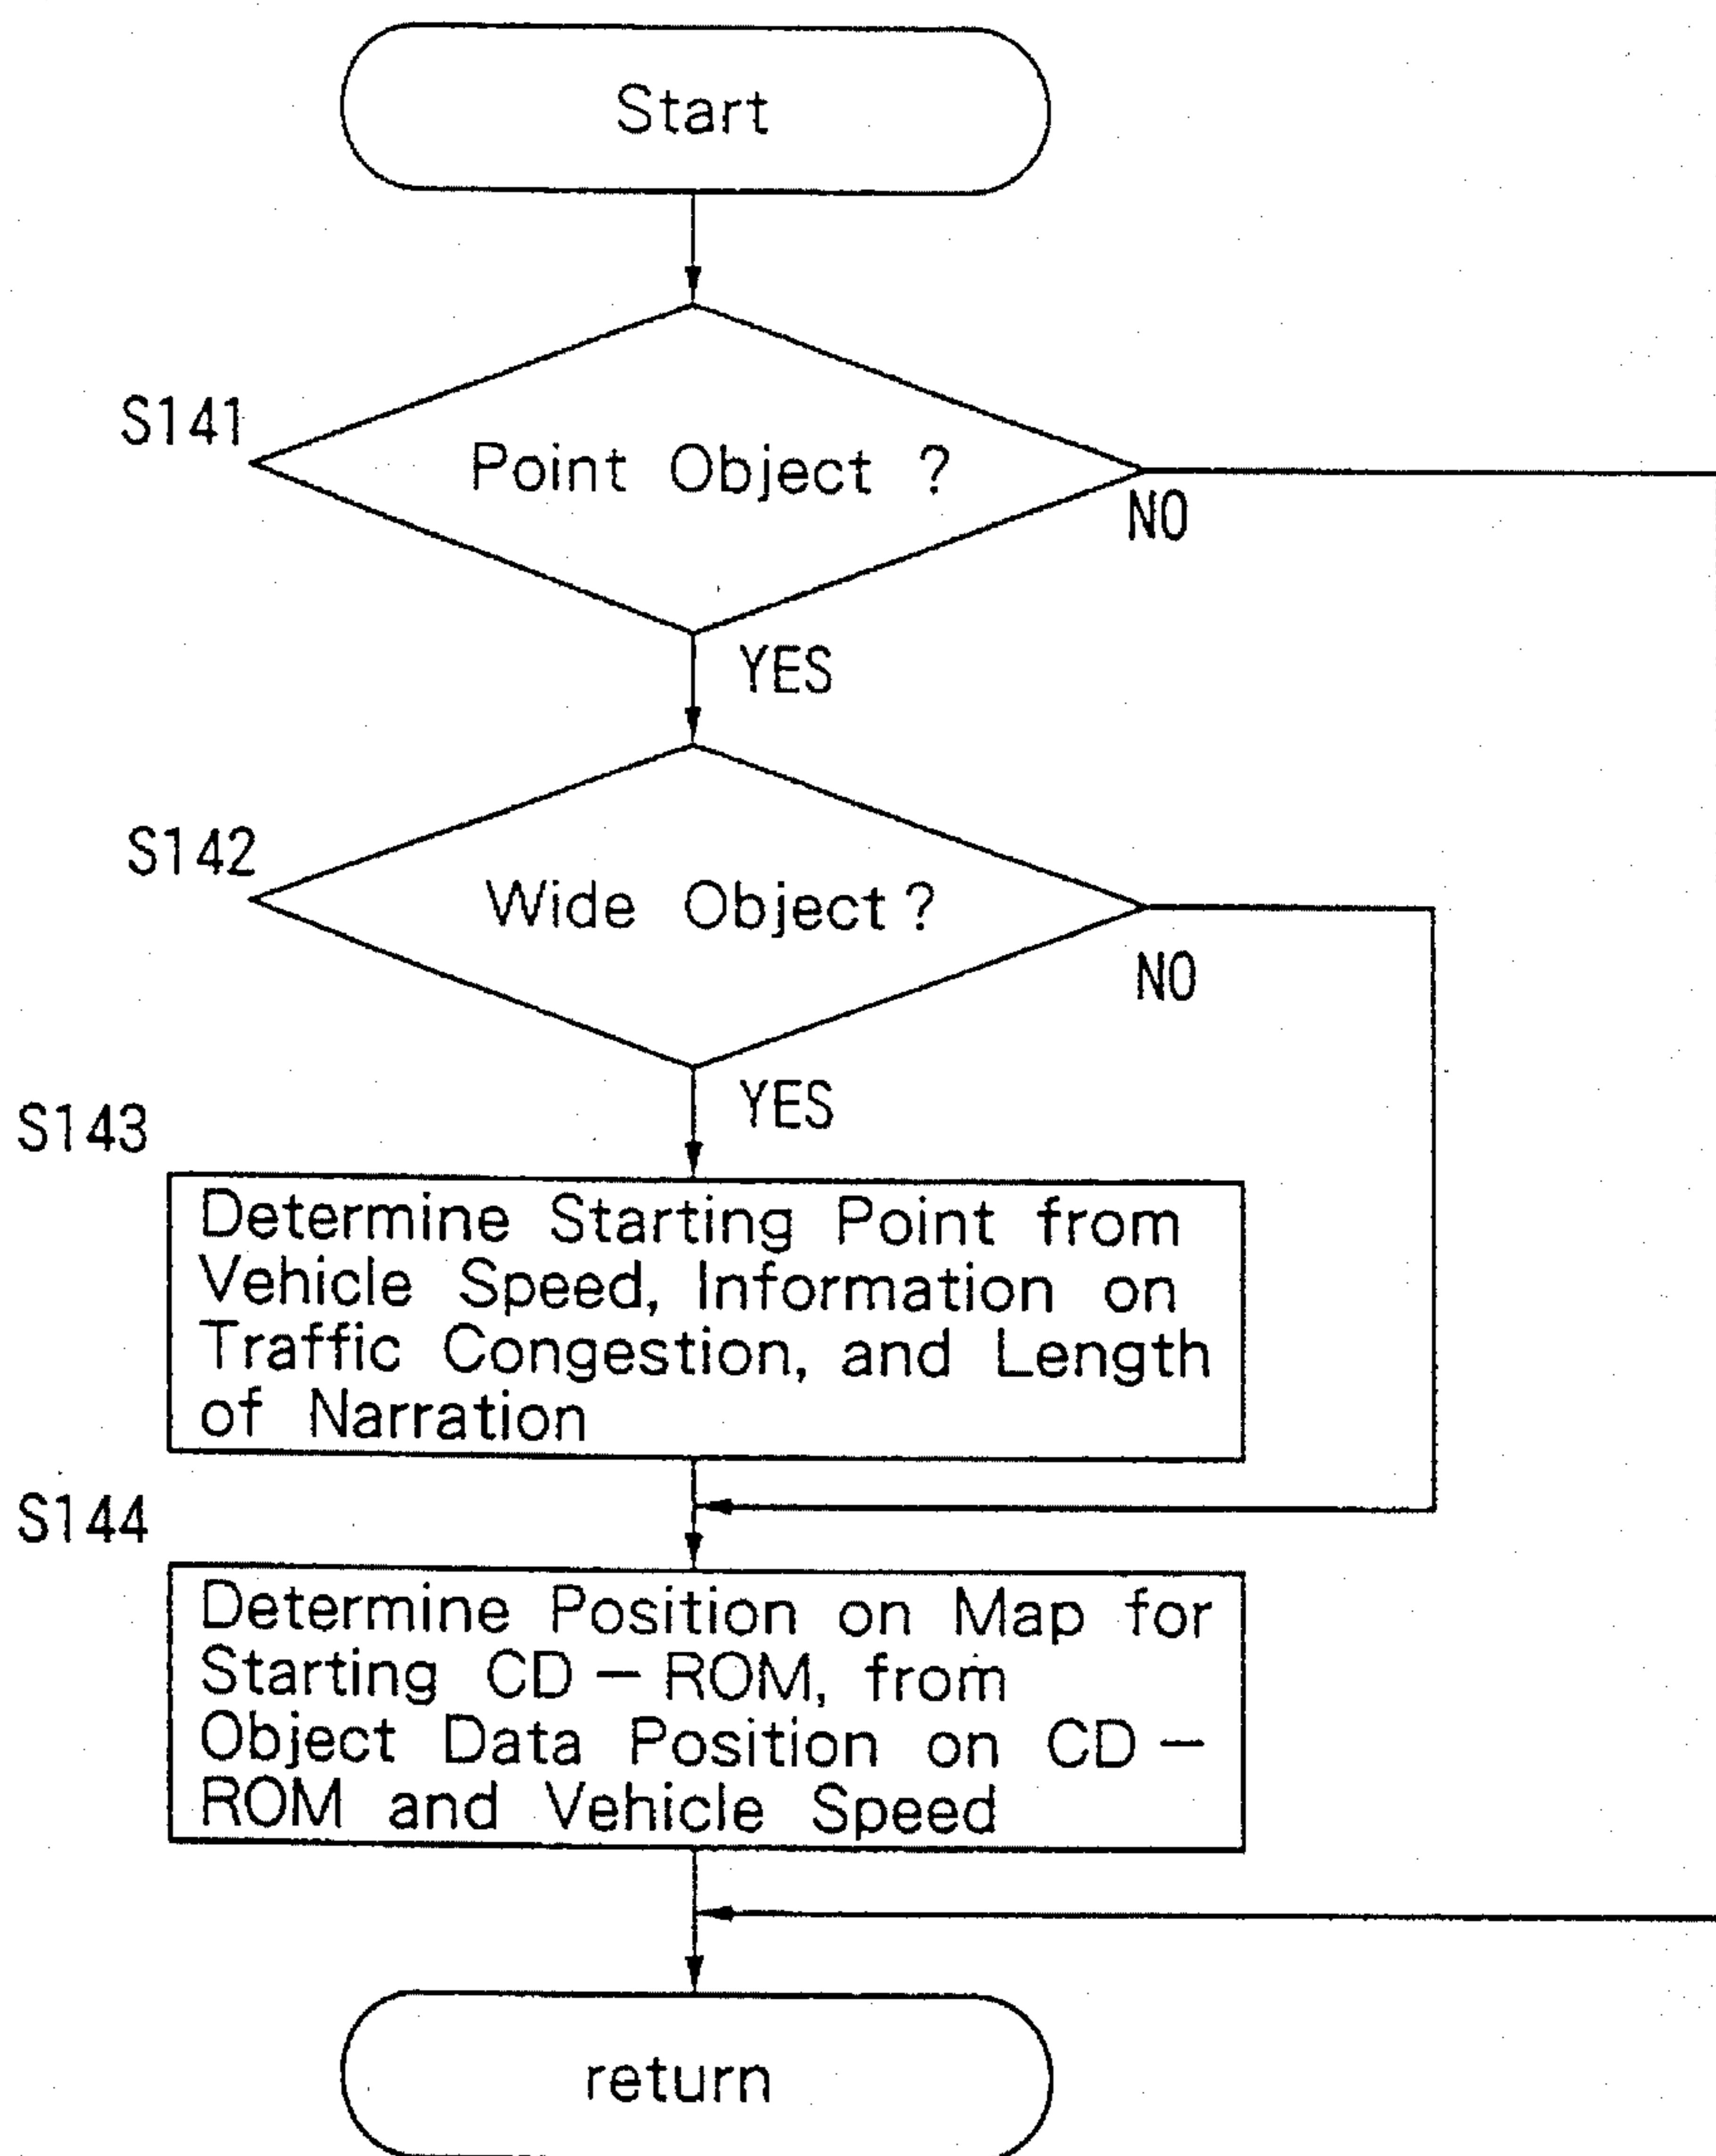 Start
S141
Point Object ?
NO
YES
S142
Wide Object ?
NO
YES
S143
Determine Starting Point from
Vehicle Speed, Information on
Traffic Congestion, and Length
of Narration
S144
Determine Position on Map for
Starting CD – ROM, from
Object Data Position on CD –
ROM and Vehicle Speed
return